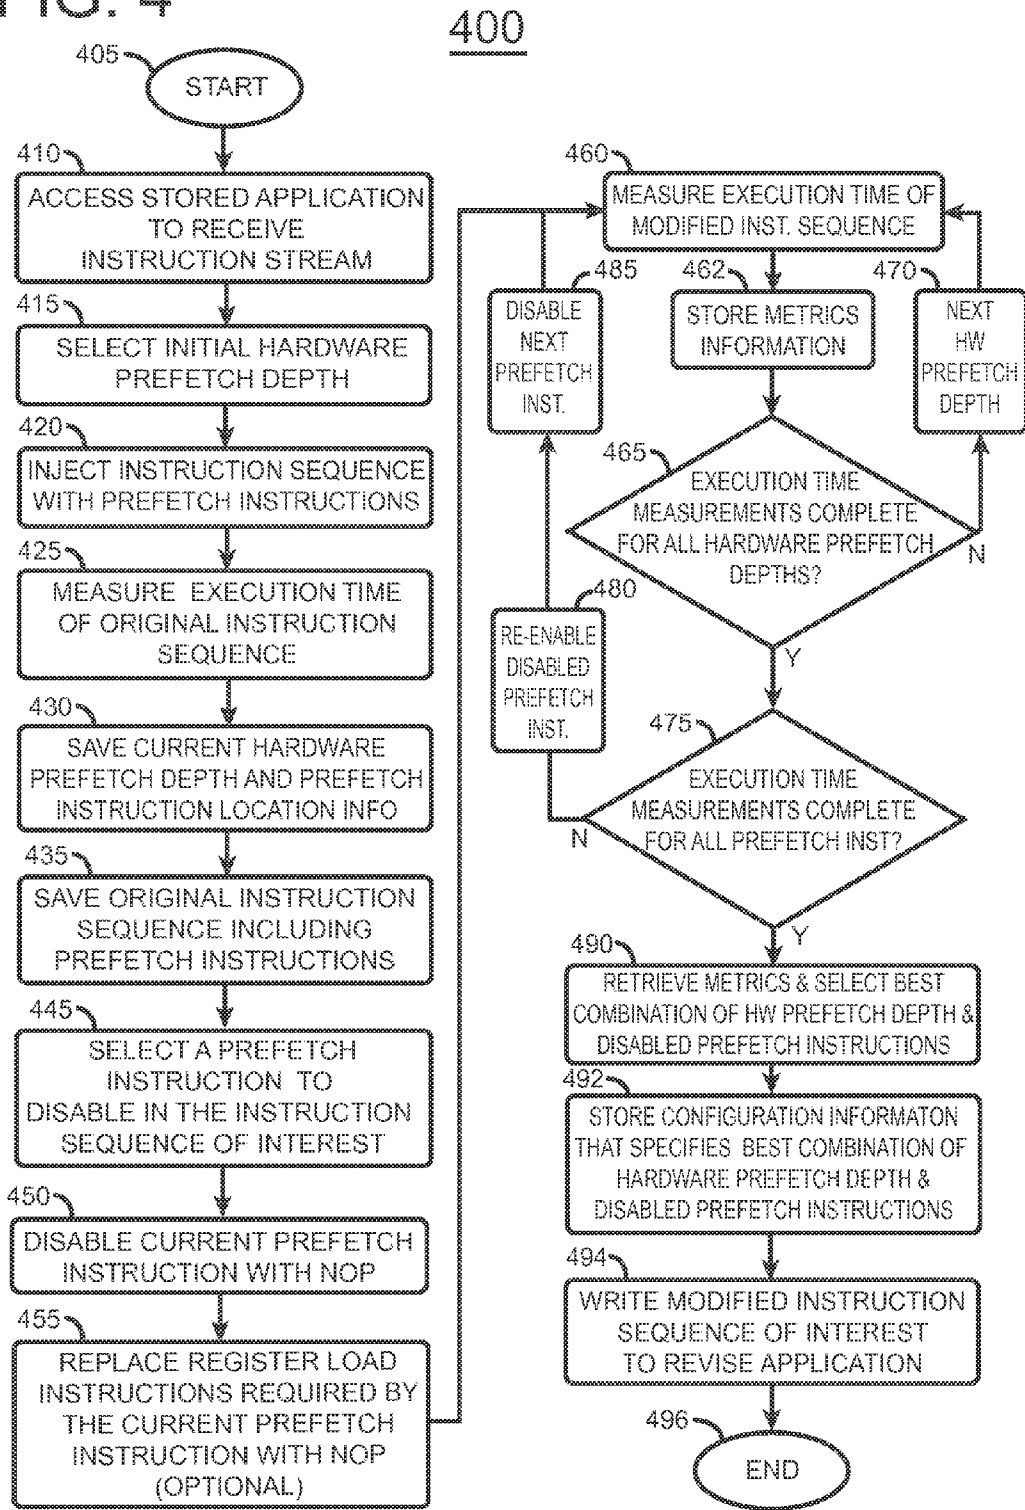 FIG. 4
400
405
START
410
ACCESS STORED APPLICATION
TO RECEIVE
INSTRUCTION STREAM
415
SELECT INITIAL HARDWARE
PREFETCH DEPTH
420
INJECT INSTRUCTION SEQUENCE
WITH PREFETCH INSTRUCTIONS
425
MEASURE EXECUTION TIME
OF ORIGINAL INSTRUCTION
SEQUENCE
430
SAVE CURRENT HARDWARE
PREFETCH DEPTH AND PREFETCH
INSTRUCTION LOCATION INFO
435
SAVE ORIGINAL INSTRUCTION
SEQUENCE INCLUDING
PREFETCH INSTRUCTIONS
445
SELECT A PREFETCH
INSTRUCTION TO
DISABLE IN THE INSTRUCTION
SEQUENCE OF INTEREST
450
DISABLE CURRENT PREFETCH
INSTRUCTION WITH NOP
455
REPLACE REGISTER LOAD
INSTRUCTIONS REQUIRED BY
THE CURRENT PREFETCH
INSTRUCTION WITH NOP
(OPTIONAL)
460
MEASURE EXECUTION TIME OF
MODIFIED INST. SEQUENCE
485
DISABLE
NEXT
PREFETCH
INST.
462
STORE METRICS
INFORMATION
470
NEXT
HW
PREFETCH
DEPTH
465
EXECUTION TIME
MEASUREMENTS COMPLETE
FOR ALL HARDWARE PREFETCH
DEPTHS?
N
Y
480
RE-ENABLE
DISABLED
PREFETCH
INST.
475
EXECUTION TIME
MEASUREMENTS COMPLETE
FOR ALL PREFETCH INST?
N
Y
490
RETRIEVE METRICS & SELECT BEST
COMBINATION OF HW PREFETCH DEPTH &
DISABLED PREFETCH INSTRUCTIONS
492
STORE CONFIGURATION INFORMATON
THAT SPECIFIES BEST COMBINATION OF
HARDWARE PREFETCH DEPTH &
DISABLED PREFETCH INSTRUCTIONS
494
WRITE MODIFIED INSTRUCTION
SEQUENCE OF INTEREST
TO REVISE APPLICATION
496
END